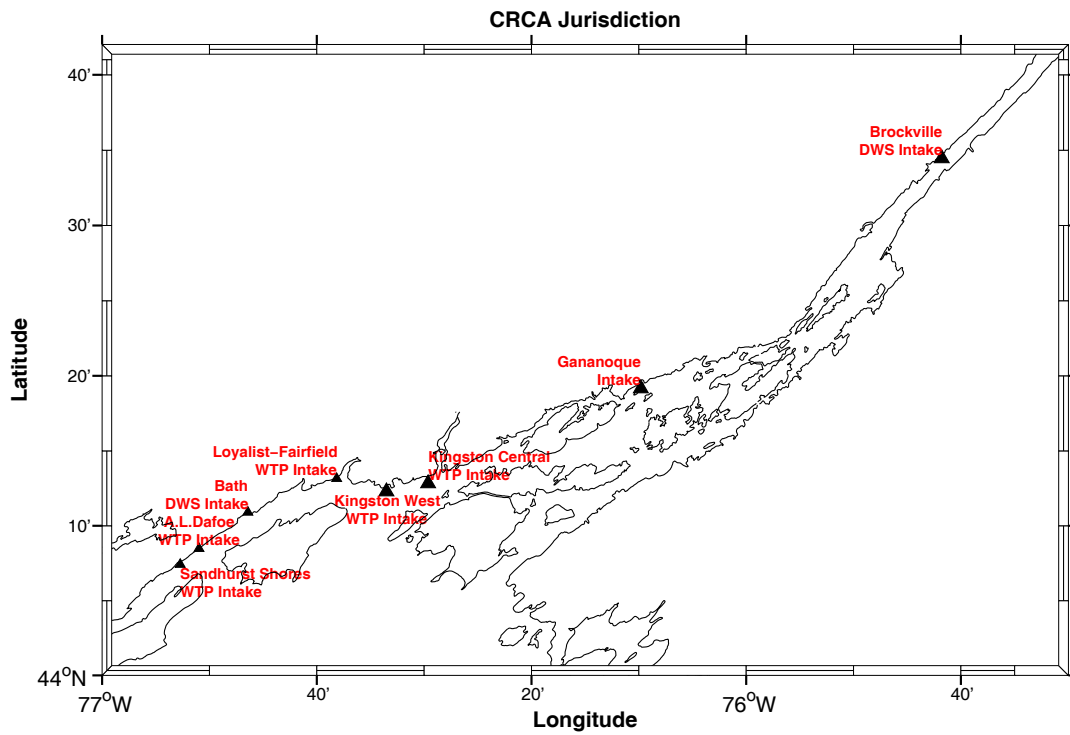 CRCA Jurisdiction
40'
Brockville
DWS Intake
30'
Latitude
20'
Gananoque
Intake
Loyalist−Fairfield
WTP Intake
Kingston Central
WTP Intake
Bath
DWS Intake
Kingston West
WTP Intake
A.L.Dafoe
WTP Intake
10'
Sandhurst Shores
WTP Intake
44°N
77°W
40'
20'
76°W
40'
Longitude